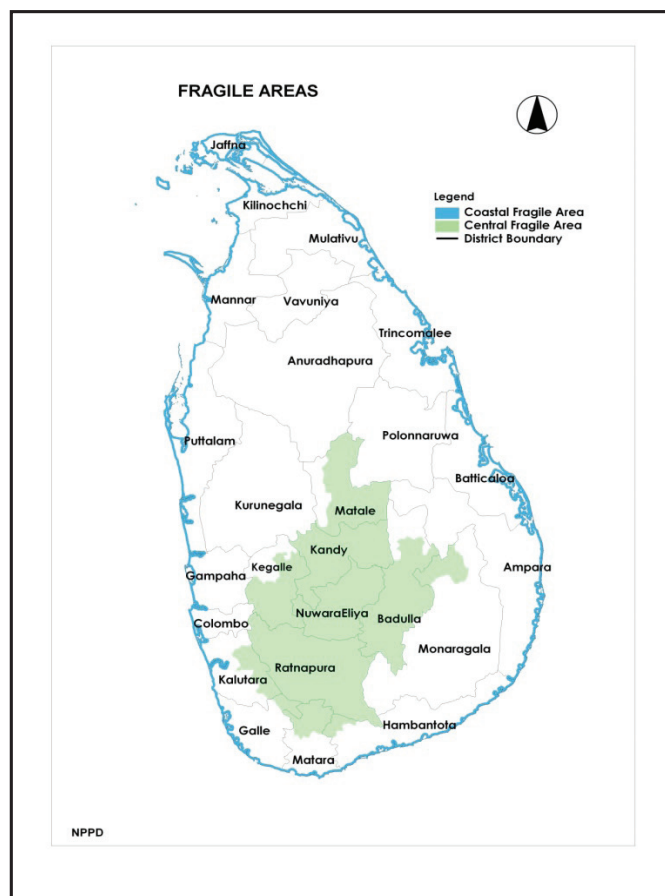 FRAGILE AREAS
Jaffna
Legend
Kilinochchi
Coastal Fragile Area
Central Fragile Area
Mulativu
District Boundary
Mannar
Vavuniya
Trincomalee
Anuradhapura
Polonnaruwa
Puttalam
Batticaloa
Kurunegala
Matale
Kandy
Kegalle
Ampara
Gampaha
NuwaraEliya
Badulla
Colombo
Monaragala
Ratnapura
Kalutara
Hambantota
Galle
Matara
NPPD